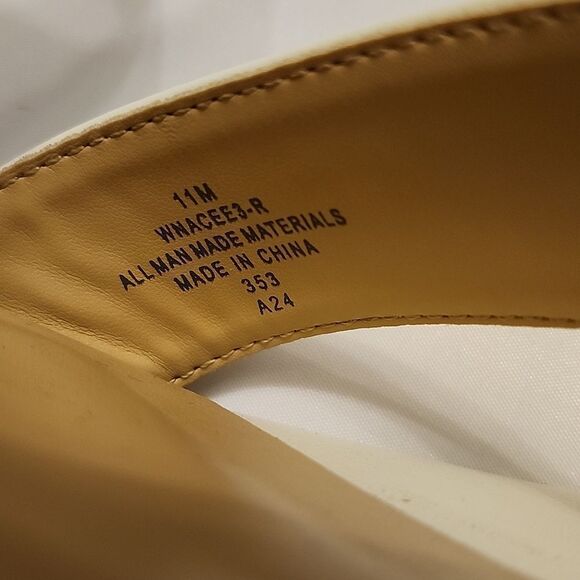 11M
WNACEE3-R
ALL MAN MADE MATERIALS
MADE IN CHINA
353
A24